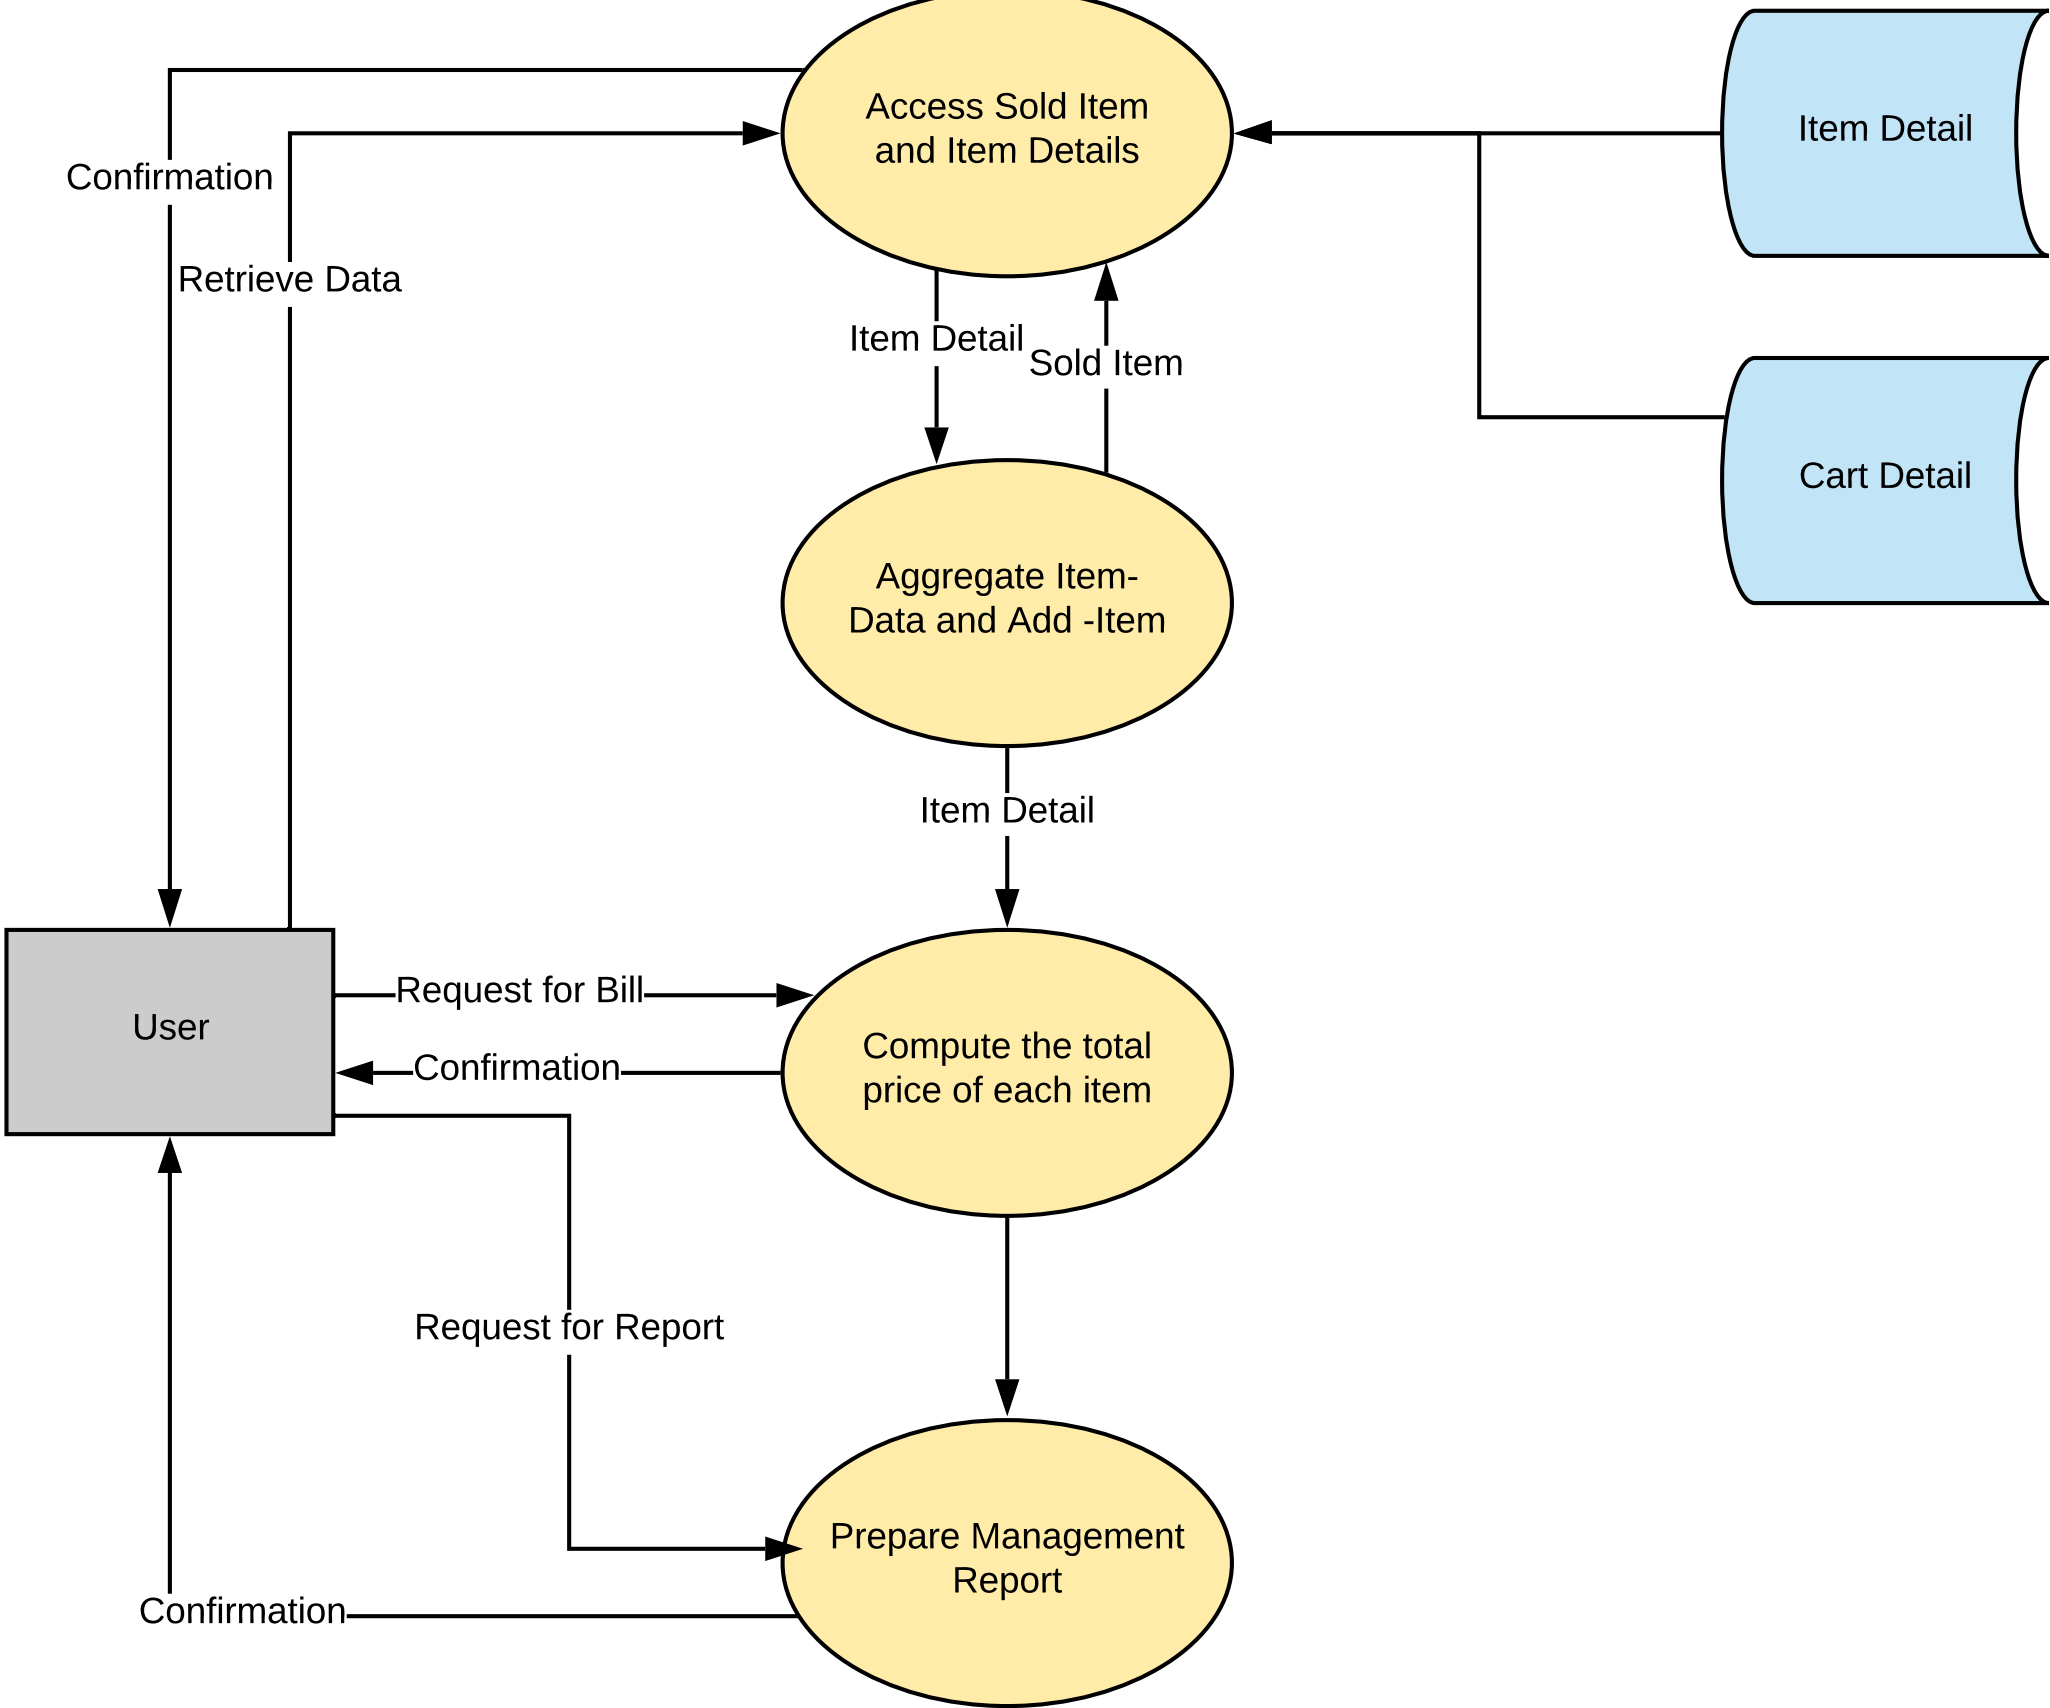 Access Sold Item
and Item Details
Item Detail
Confirmation
Retrieve Data
Item Detail
Sold Item
Cart Detail
Aggregate Item-
Data and Add -Item
Item Detail
Request for Bill
User
Confirmation
Compute the total
price of each item
Request for Report
Prepare Management
Report
Confirmation